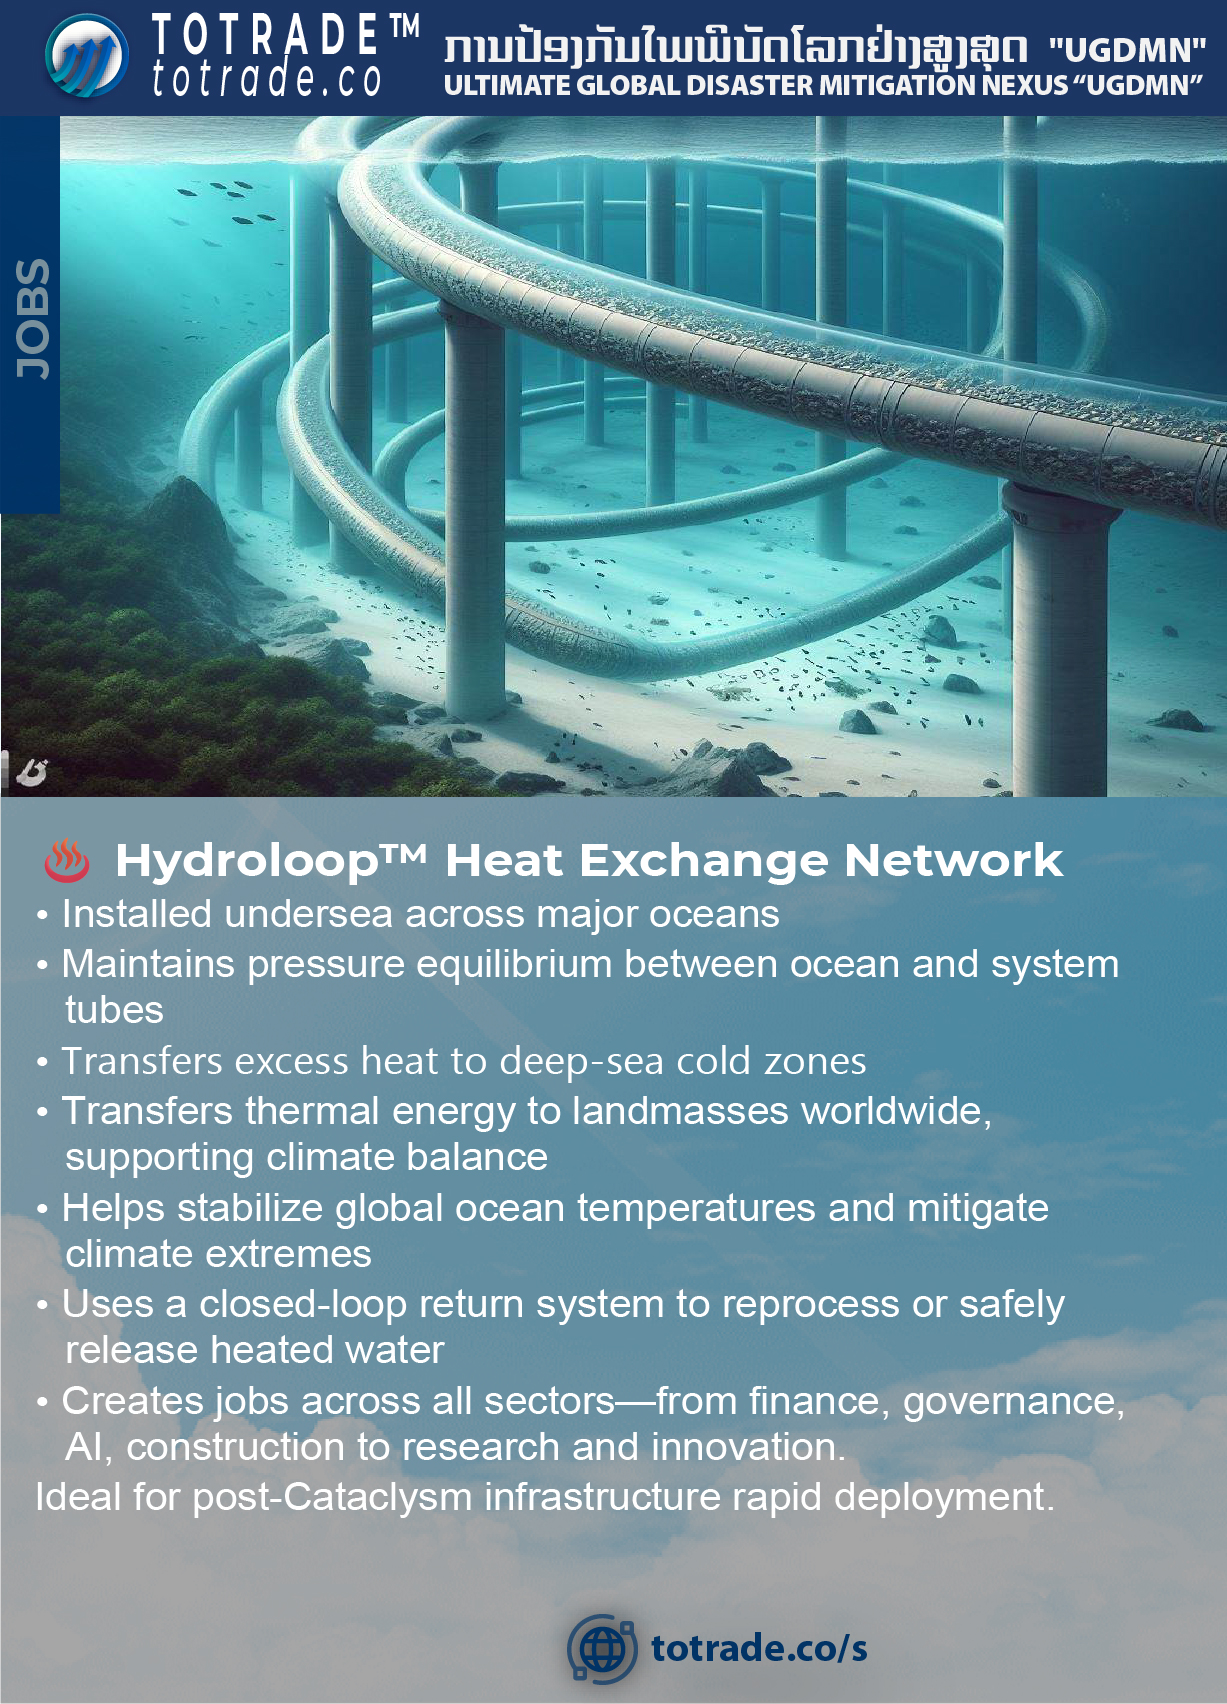 TOTRADE™
totrade.co
ການປ້ອງກັນໄພພິບັດໂລກຢ່າງສູງສຸດ "UGDMN"
ULTIMATE GLOBAL DISASTER MITIGATION NEXUS “UGDMN”
JOBS
Hydroloop™ Heat Exchange Network
• Installed undersea across major oceans
• Maintains pressure equilibrium between ocean and system
tubes
• Transfers excess heat to deep-sea cold zones
• Transfers thermal energy to landmasses worldwide,
supporting climate balance
• Helps stabilize global ocean temperatures and mitigate
climate extremes
• Uses a closed-loop return system to reprocess or safely
release heated water
• Creates jobs across all sectors—from finance, governance,
AI, construction to research and innovation.
Ideal for post-Cataclysm infrastructure rapid deployment.
totrade.co/s